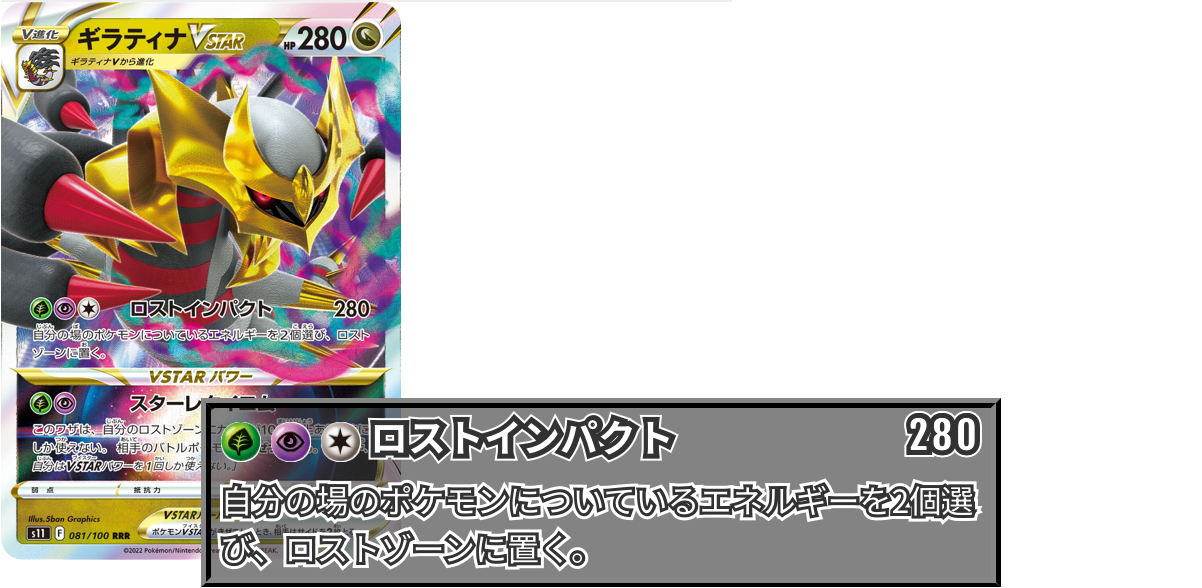 V進化
ギラティナVSTAR
HP 280
ギラティナVから進化
ロストインパクト 280
自分の場のポケモンについているエネルギーを2個選び、ロスト
ゾーンに置く。
VSTARパワー
このワザは、自分のロストゾーン
しか使えない。相手のバトルポ
自分はVSTARパワーを1回しか使え
弱点 抵抗力
Illus.5ban Graphics
s11 F 081/100 RRR
©2022 Pokémon/Nintendo
ロストインパクト 280
自分の場のポケモンについているエネルギーを2個選
び、ロストゾーンに置く。